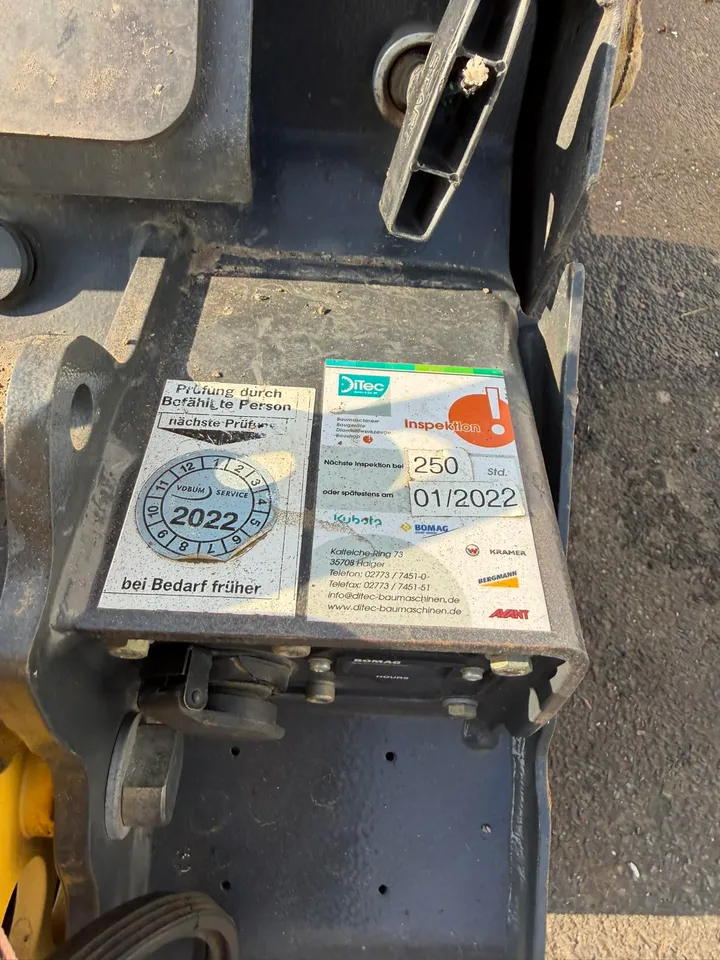 Prüfung durch
Befähigte Person
nächste Prüfung
12 1 2 3 4 5 6 7 8 9 10 11
VDBUM SERVICE
2022
bei Bedarf früher
DiTec
Baumaschinen
Baugeräte
Diamantwerkzeuge
Inspektion
!
Nächste Inspektion bei 250 Std.
oder spätestens am 01/2022
Kubota
BOMAG
KRAMER
BERGMANN
AVANT
Kalteiche-Ring 73
35708 Haiger
Telefon: 02773 / 7451-0
Telefax: 02773 / 7451-51
info@ditec-baumaschinen.de
www.ditec-baumaschinen.de
BOMAG
HOURS